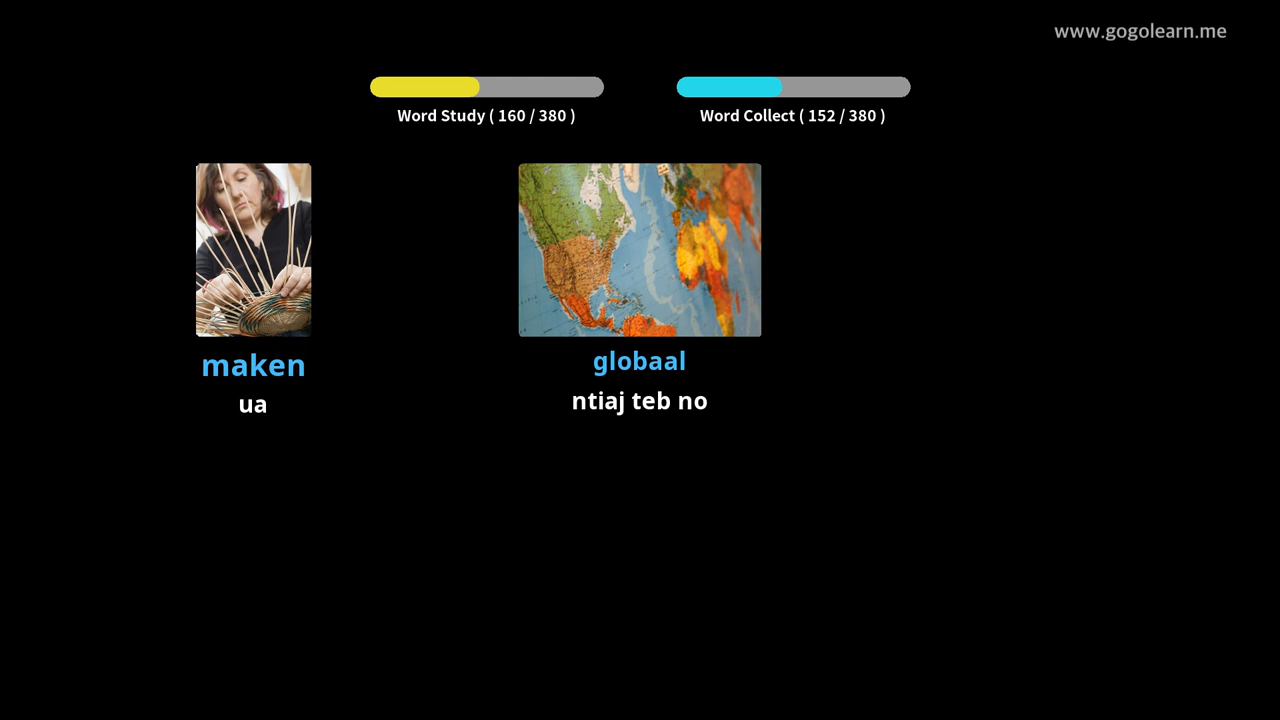 www.gogolearn.me
Word Study ( 160 / 380 )
Word Collect ( 152 / 380 )
maken
ua
globaal
ntiaj teb no